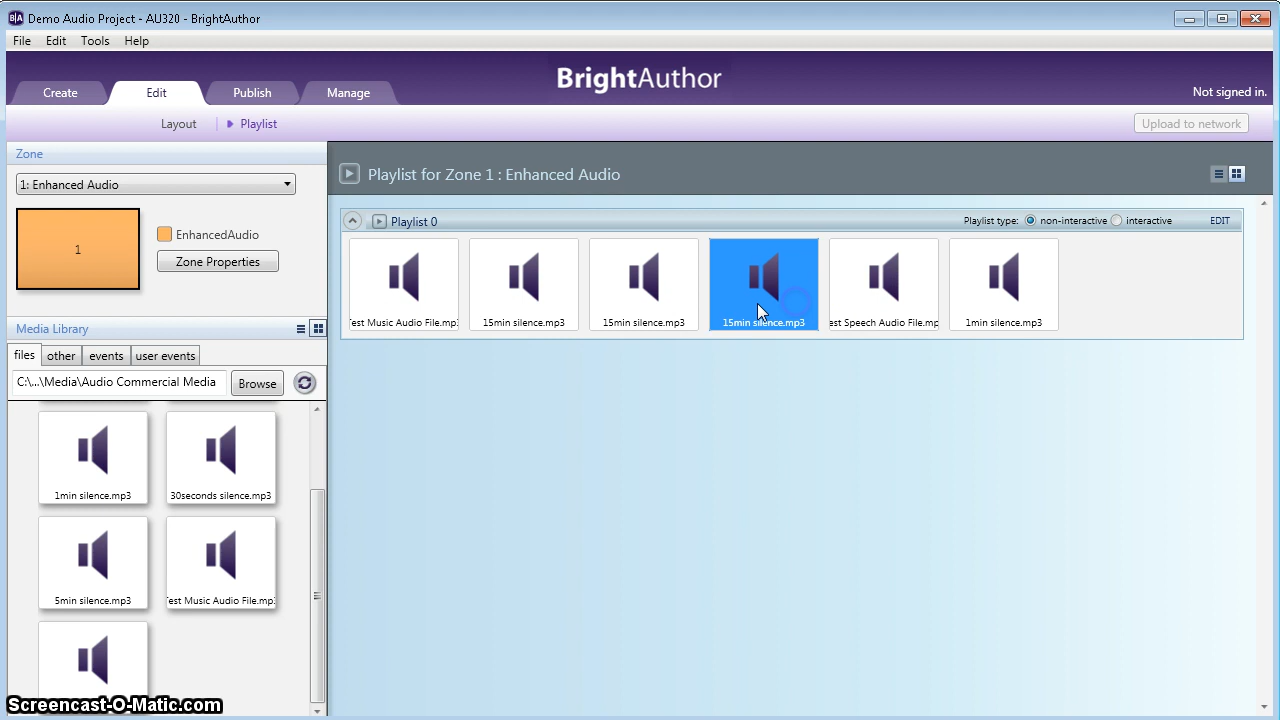 Demo Audio Project - AU320 - BrightAuthor
File Edit Tools Help
Create Edit Publish Manage
BrightAuthor
Not signed in.
Layout Playlist
Upload to network
Zone
1: Enhanced Audio
1
EnhancedAudio
Zone Properties
Media Library
files other events user events
C:\...\Media\Audio Commercial Media
Browse
1min silence.mp3
30seconds silence.mp3
5min silence.mp3
Test Music Audio File.mp3
Playlist for Zone 1 : Enhanced Audio
Playlist 0
Playlist type: non-interactive interactive
EDIT
Test Music Audio File.mp3
15min silence.mp3
15min silence.mp3
15min silence.mp3
est Speech Audio File.mp
1min silence.mp3
Screencast-O-Matic.com